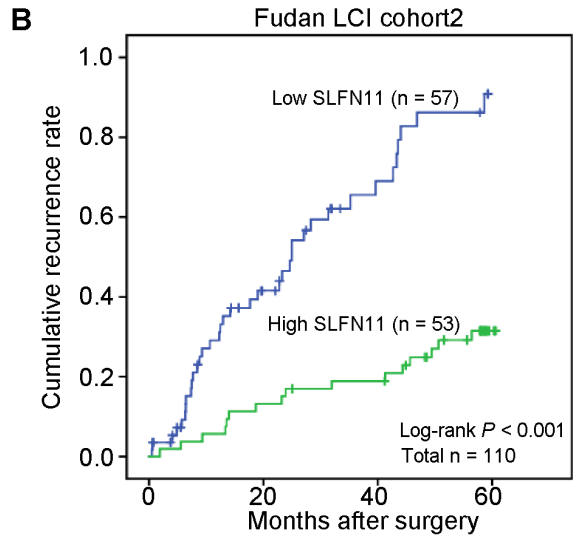 B
Fudan LCI cohort2
Cumulative recurrence rate
1.0
0.8
0.6
0.4
0.2
0.0
Low SLFN11 (n = 57)
High SLFN11 (n = 53)
Log-rank P < 0.001
Total n = 110
0 20 40 60
Months after surgery